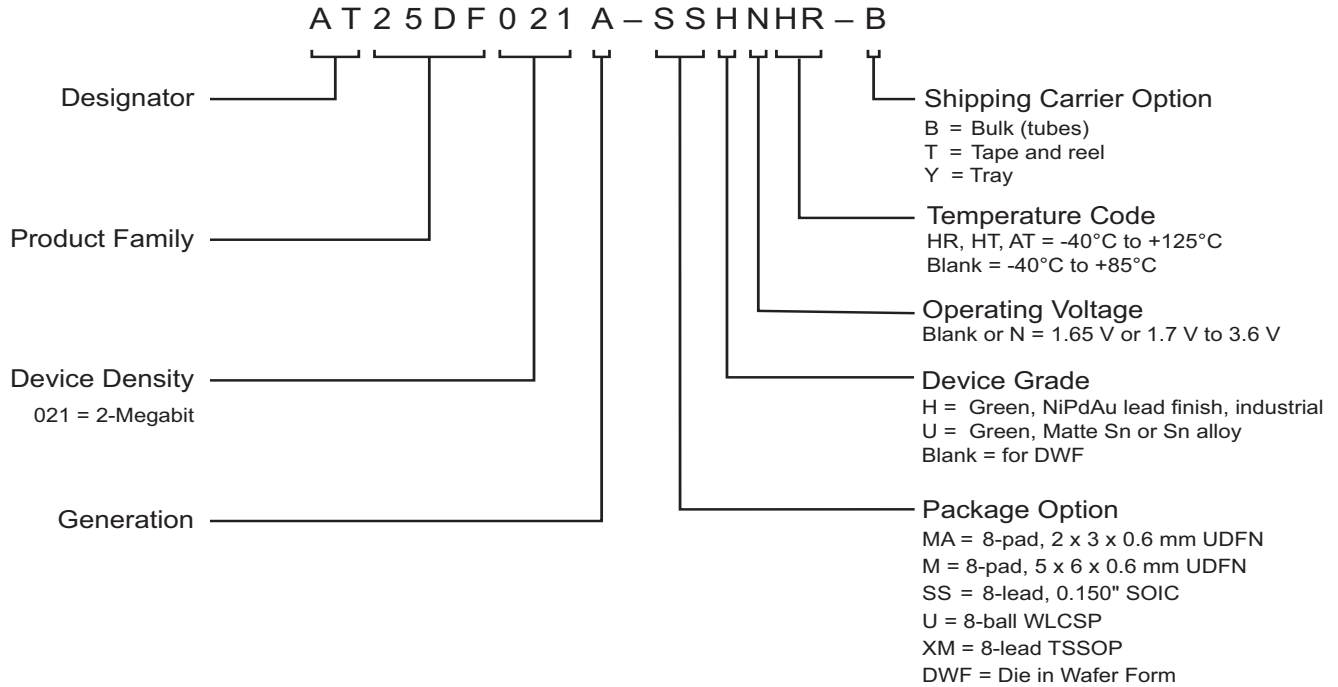 AT25DF021A–SSHNHR–B
Designator
Product Family
Device Density
021 = 2-Megabit
Generation
Shipping Carrier Option
B = Bulk (tubes)
T = Tape and reel
Y = Tray
Temperature Code
HR, HT, AT = -40°C to +125°C
Blank = -40°C to +85°C
Operating Voltage
Blank or N = 1.65 V or 1.7 V to 3.6 V
Device Grade
H = Green, NiPdAu lead finish, industrial
U = Green, Matte Sn or Sn alloy
Blank = for DWF
Package Option
MA = 8-pad, 2 x 3 x 0.6 mm UDFN
M = 8-pad, 5 x 6 x 0.6 mm UDFN
SS = 8-lead, 0.150" SOIC
U = 8-ball WLCSP
XM = 8-lead TSSOP
DWF = Die in Wafer Form